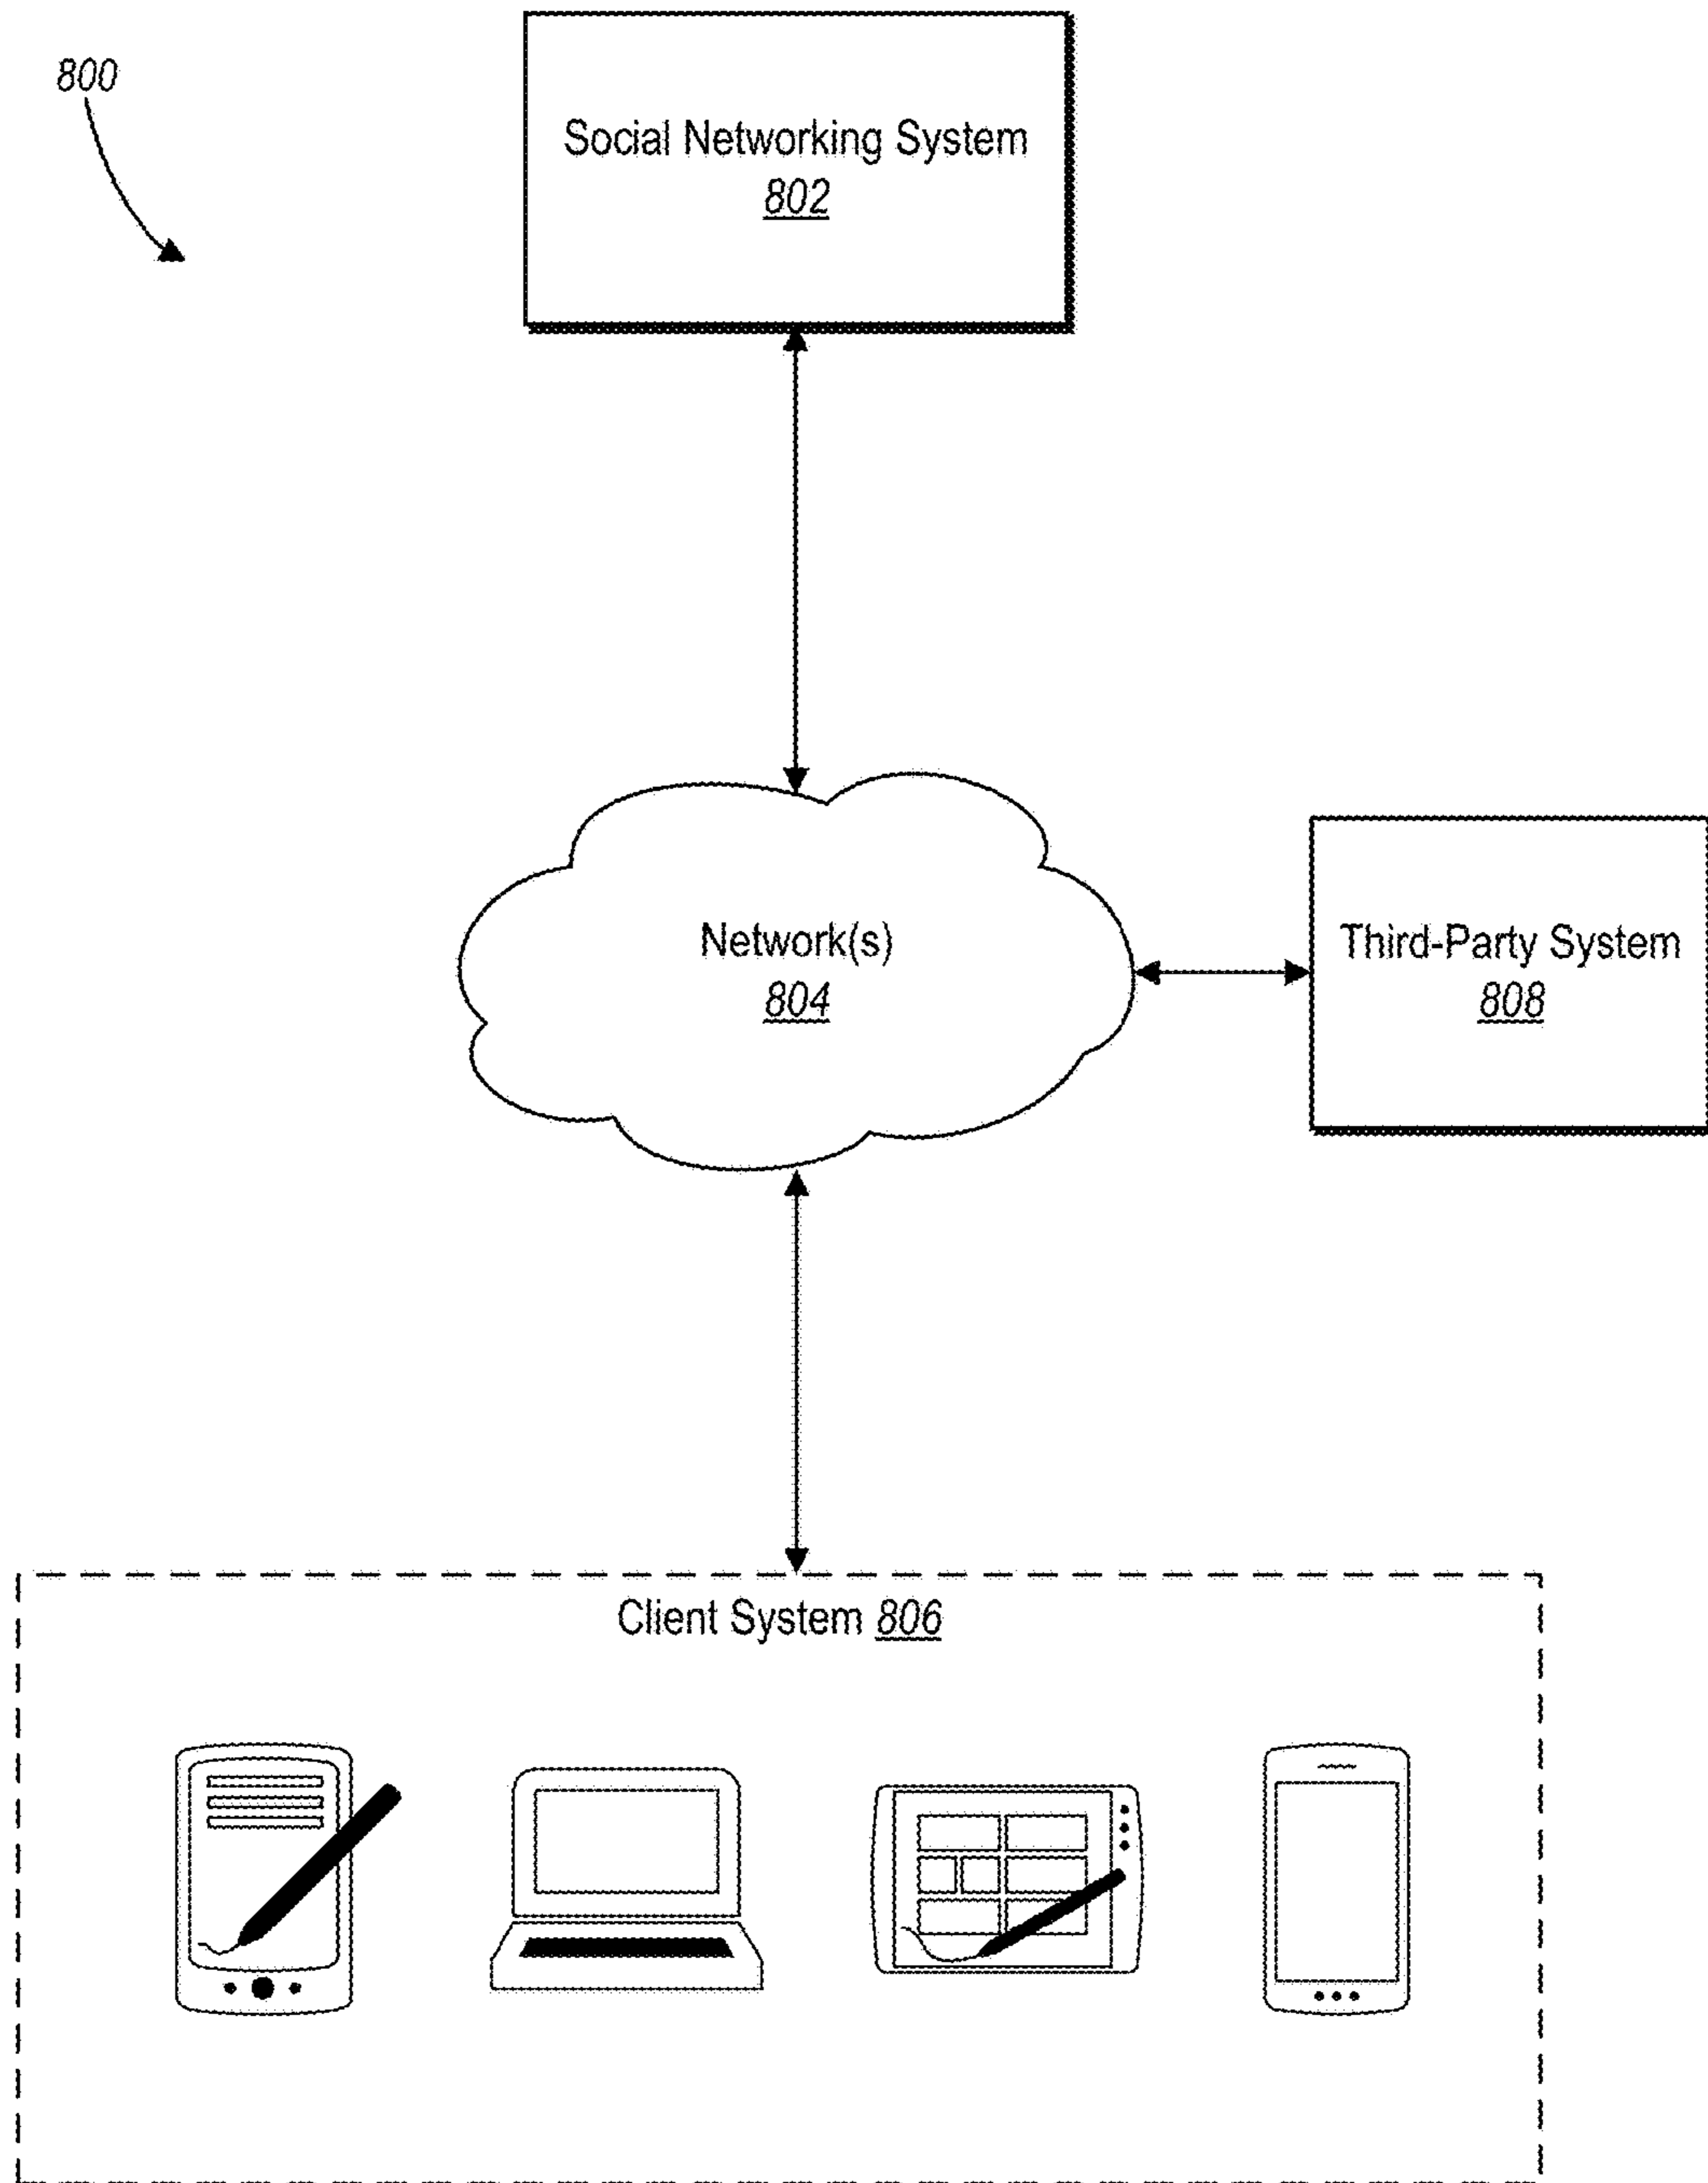 800
Social Networking System
802
Network(s)
804
Third-Party System
808
Client System 806